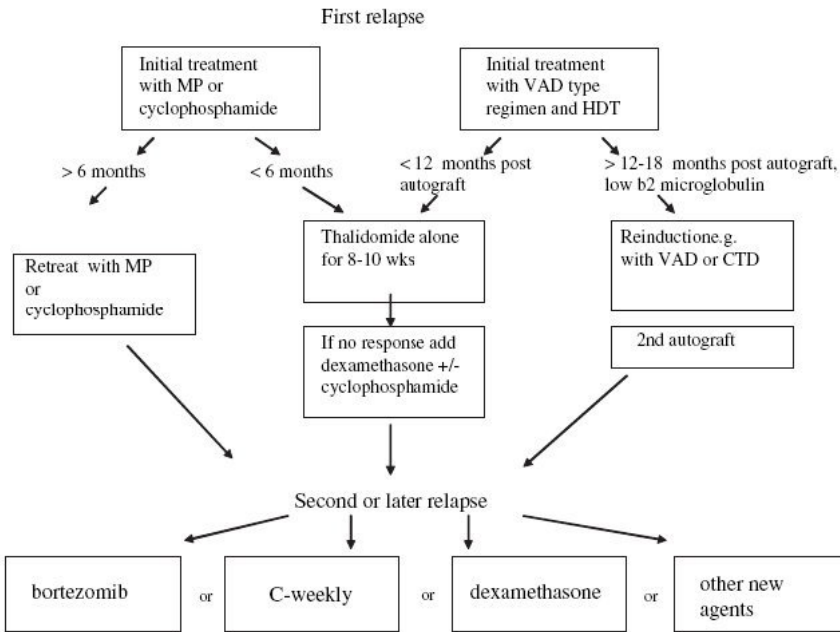 First relapse
Initial treatment
with MP or
cyclophosphamide
Initial treatment
with VAD type
regimen and HDT
> 6 months
< 6 months
< 12 months post
autograft
> 12-18 months post autograft,
low b2 microglobulin
Retreat with MP
or
cyclophosphamide
Thalidomide alone
for 8-10 wks
Reinductione.g.
with VAD or CTD
If no response add
dexamethasone +/-
cyclophosphamide
2nd autograft
Second or later relapse
bortezomib
or
C-weekly
or
dexamethasone
or
other new
agents